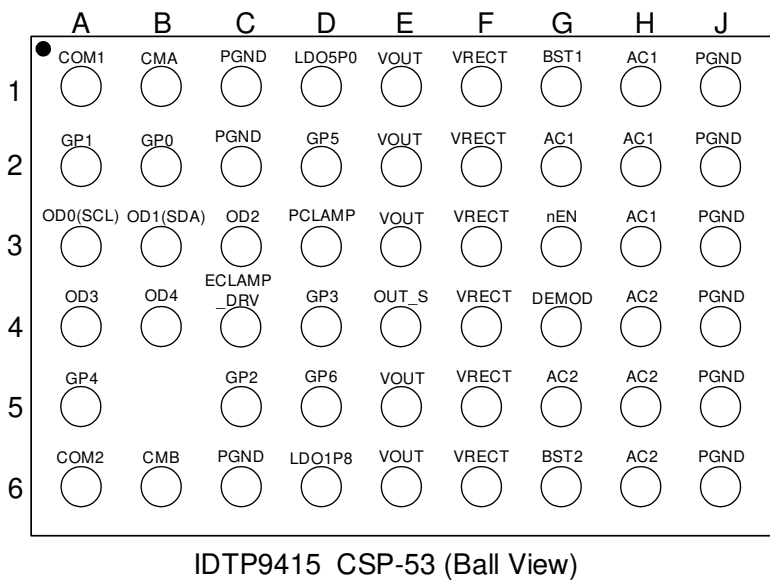 A B C D E F G H J
COM1 CMA PGND LDO5P0 VOUT VRECT BST1 AC1 PGND
1
GP1 GP0 PGND GP5 VOUT VRECT AC1 AC1 PGND
2
OD0(SCL) OD1(SDA) OD2 PCLAMP VOUT VRECT nEN AC1 PGND
3
OD3 OD4 ECLAMP
_DRV GP3 OUT_S VRECT DEMOD AC2 PGND
4
GP4 GP2 GP6 VOUT VRECT AC2 AC2 PGND
5
COM2 CMB PGND LDO1P8 VOUT VRECT BST2 AC2 PGND
6
IDTP9415 CSP-53 (Ball View)